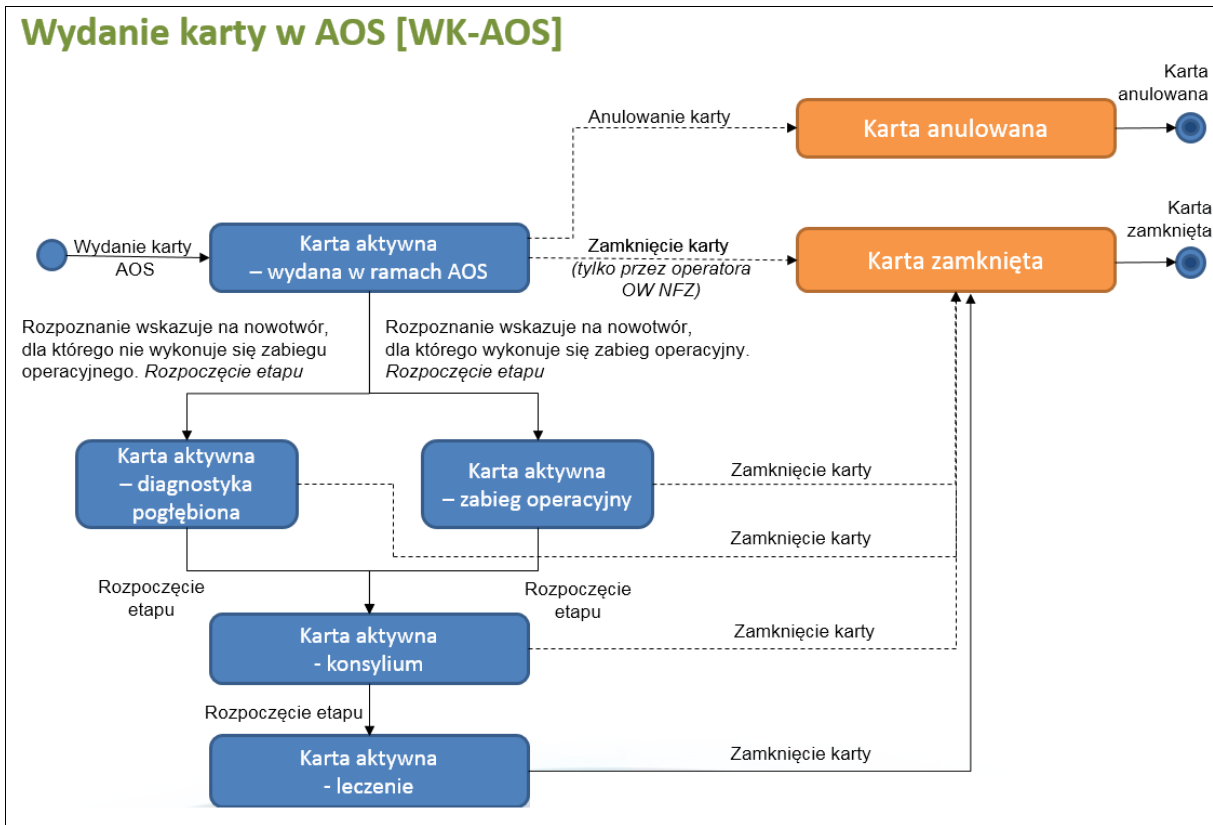 Wydanie karty w AOS [WK-AOS]
Karta
anulowana
Anulowanie karty
Karta anulowana
Karta
zamknięta
Wydanie karty
AOS
Karta aktywna
– wydana w ramach AOS
Zamknięcie karty
(tylko przez operatora
OW NFZ)
Karta zamknięta
Rozpoznanie wskazuje na nowotwór,
dla którego nie wykonuje się zabiegu
operacyjnego. Rozpoczęcie etapu
Rozpoznanie wskazuje na nowotwór,
dla którego wykonuje się zabieg operacyjny.
Rozpoczęcie etapu
Karta aktywna
– diagnostyka
pogłębiona
Karta aktywna
– zabieg operacyjny
Zamknięcie karty
Zamknięcie karty
Rozpoczęcie
etapu
Rozpoczęcie
etapu
Karta aktywna
- konsylium
Zamknięcie karty
Rozpoczęcie etapu
Karta aktywna
- leczenie
Zamknięcie karty